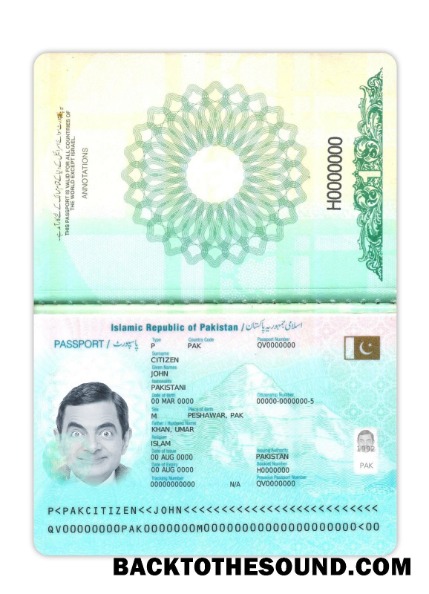 THIS PASSPORT IS VALID FOR ALL COUNTRIES OF
THE WORLD EXCEPT ISRAEL.
ANNOTATIONS
H0000000
1
Islamic Republic of Pakistan / اسلامی جمہوریہ پاکستان
PASSPORT / پاسپورٹ
Type Country Code Passport Number
P PAK QV0000000
Surname
CITIZEN
Given Names
JOHN
Nationality
PAKISTANI
Date of Birth Citizenship Number
00 MAR 0000 00000-0000000-5
Sex Place of Birth
M PESHAWAR, PAK
Father / Husband Name
KHAN, UMAR
Religion
ISLAM
Date of Issue Issuing Authority
00 AUG 0000 PAKISTAN
Date of Expiry Booklet Number
00 AUG 0000 H0000000
Tracking Number Previous Passport Number
00000000000 N/A QV0000000
PAK
P<PAKCITIZEN<<JOHN<<<<<<<<<<<<<<<<<<<<<<<<<<
QV00000000PAK0000000M00000000000000000000<00
BACKTOTHESOUND.COM